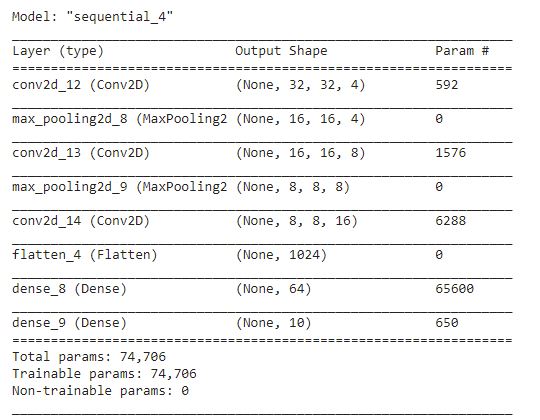 Model: "sequential_4"
Layer (type) Output Shape Param #
conv2d_12 (Conv2D) (None, 32, 32, 4) 592
max_pooling2d_8 (MaxPooling2 (None, 16, 16, 4) 0
conv2d_13 (Conv2D) (None, 16, 16, 8) 1576
max_pooling2d_9 (MaxPooling2 (None, 8, 8, 8) 0
conv2d_14 (Conv2D) (None, 8, 8, 16) 6288
flatten_4 (Flatten) (None, 1024) 0
dense_8 (Dense) (None, 64) 65600
dense_9 (Dense) (None, 10) 650
Total params: 74,706
Trainable params: 74,706
Non-trainable params: 0